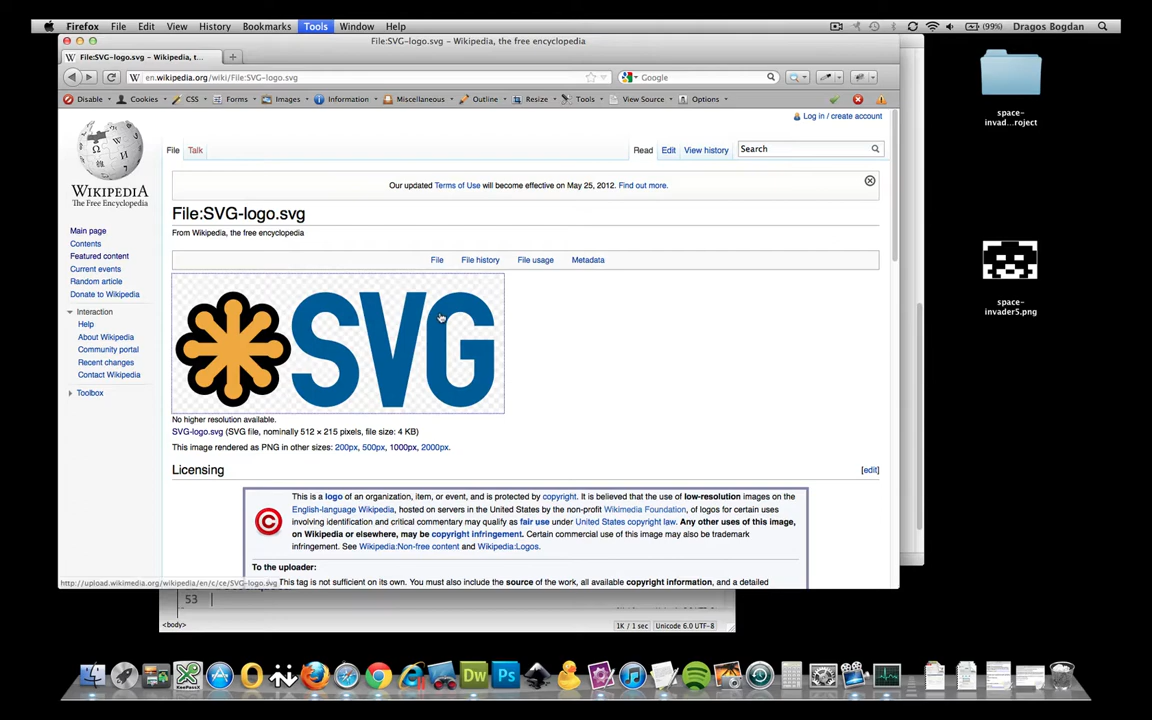 Firefox File Edit View History Bookmarks Tools Window Help (99%) Dragos Bogdan
File:SVG-logo.svg – Wikipedia, the free encyclopedia
File:SVG-logo.svg – Wikipedia, t...
en.wikipedia.org/wiki/File:SVG-logo.svg Google
Disable Cookies CSS Forms Images Information Miscellaneous Outline Resize Tools View Source Options
Log in / create account
File Talk Read Edit View history Search
Our updated Terms of Use will become effective on May 25, 2012. Find out more.
WIKIPEDIA
The Free Encyclopedia
File:SVG-logo.svg
From Wikipedia, the free encyclopedia
Main page
Contents
Featured content
Current events
Random article
Donate to Wikipedia
Interaction
Help
About Wikipedia
Community portal
Recent changes
Contact Wikipedia
Toolbox
File File history File usage Metadata
SVG
No higher resolution available.
SVG-logo.svg (SVG file, nominally 512 × 215 pixels, file size: 4 KB)
This image rendered as PNG in other sizes: 200px, 500px, 1000px, 2000px.
Licensing [edit]
This is a logo of an organization, item, or event, and is protected by copyright. It is believed that the use of low-resolution images on the
English-language Wikipedia, hosted on servers in the United States by the non-profit Wikimedia Foundation, of logos for certain uses
involving identification and critical commentary may qualify as fair use under United States copyright law. Any other uses of this image,
on Wikipedia or elsewhere, may be copyright infringement. Certain commercial use of this image may also be trademark
infringement. See Wikipedia:Non-free content and Wikipedia:Logos.
To the uploader:
This tag is not sufficient on its own. You must also include the source of the work, all available copyright information, and a detailed
http://upload.wikimedia.org/wikipedia/en/c/ce/SVG-logo.svg
53
<body> 1K / 1 sec Unicode 6.0 UTF-8
space-
invad...roject
space-
invader5.png
KeePassX
Dw
Ps